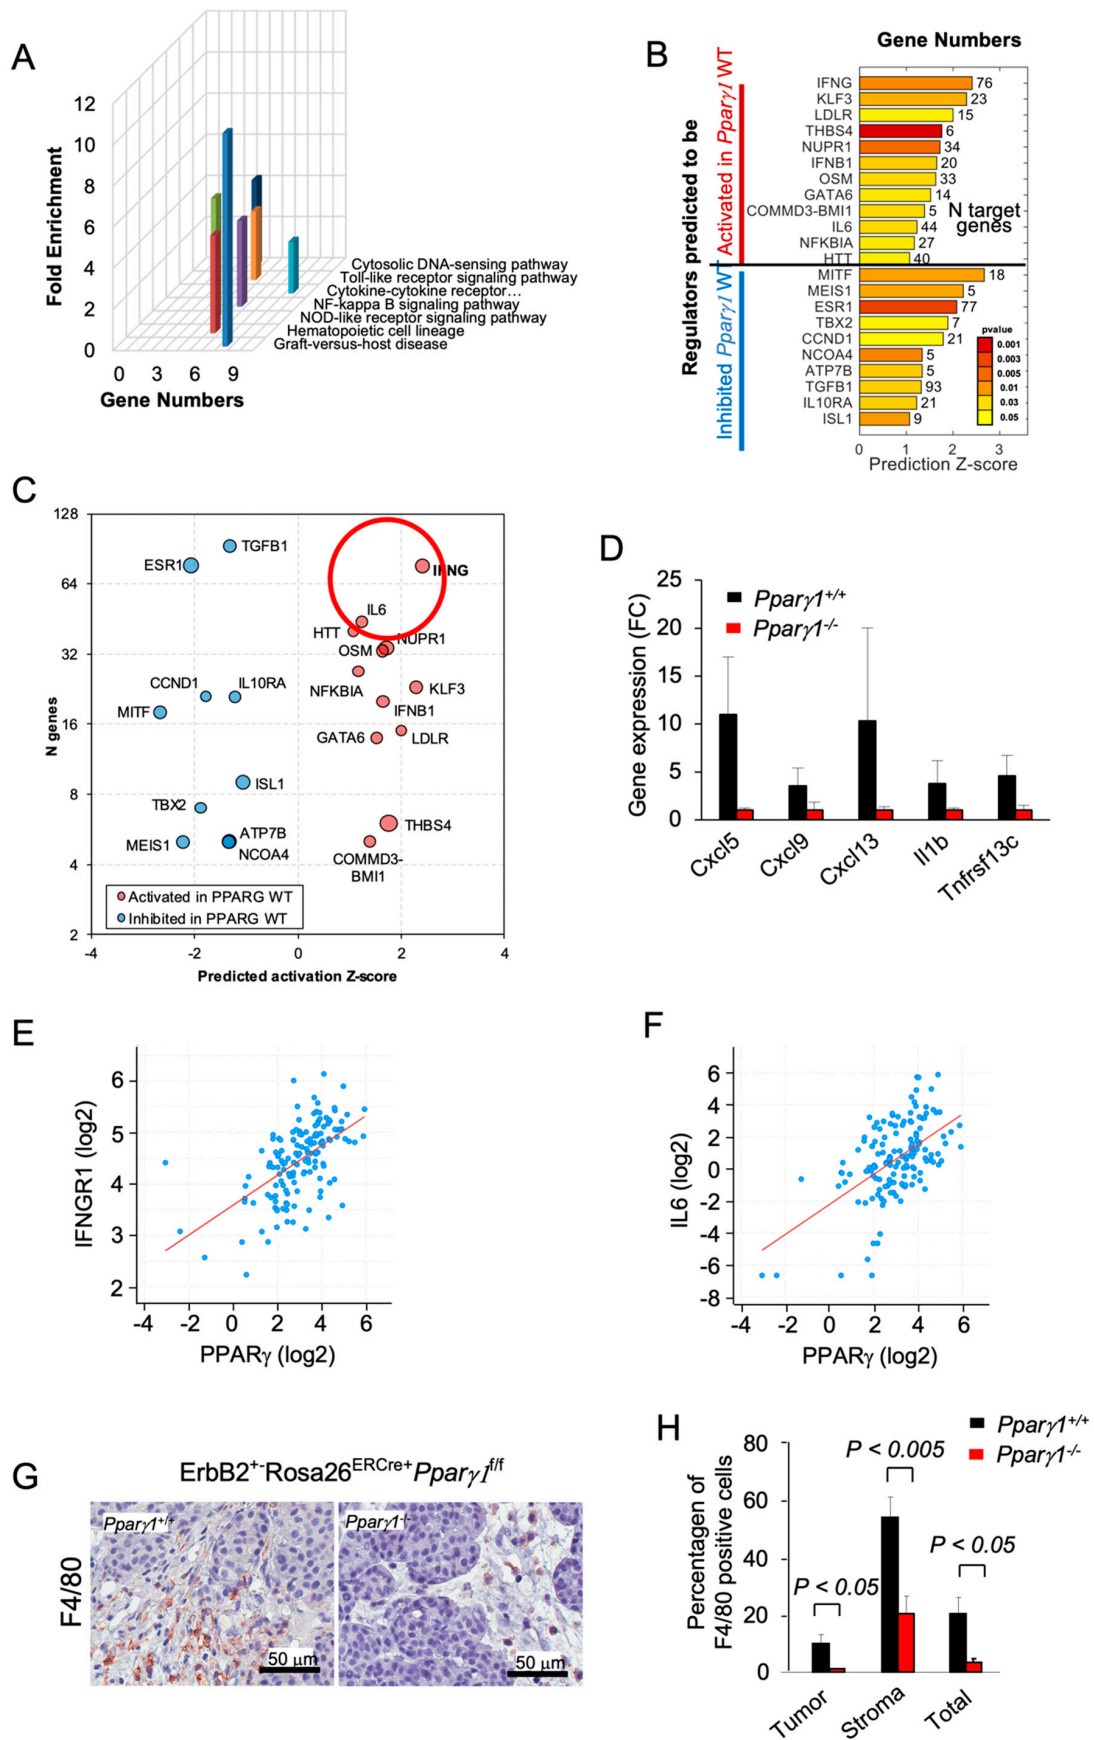 A
12
10
8
6
4
2
0
Fold Enrichment
0 3 6 9
Gene Numbers
Cytosolic DNA-sensing pathway
Toll-like receptor signaling pathway
Cytokine-cytokine receptor…
NF-kappa B signaling pathway
NOD-like receptor signaling pathway
Hematopoietic cell lineage
Graft-versus-host disease
B
Gene Numbers
Regulators predicted to be
Activated in Pparγ1 WT
Inhibited Pparγ1 WT
IFNG 76
KLF3 23
LDLR 15
THBS4 6
NUPR1 34
IFNB1 20
OSM 33
GATA6 14
COMMD3-BMI1 5
IL6 44
NFKBIA 27
HTT 40
N target
genes
MITF 18
MEIS1 5
ESR1 77
TBX2 7
CCND1 21
NCOA4 5
ATP7B 5
TGFB1 93
IL10RA 21
ISL1 9
pvalue
0.001
0.003
0.005
0.01
0.03
0.05
0 1 2 3
Prediction Z-score
C
128
64
32
16
8
4
2
N genes
TGFB1
ESR1
IFNG
IL6
HTT
NUPR1
OSM
CCND1
IL10RA
NFKBIA
KLF3
MITF
IFNB1
GATA6
LDLR
ISL1
TBX2
THBS4
ATP7B
MEIS1
NCOA4
COMMD3-
BMI1
Activated in PPARG WT
Inhibited in PPARG WT
-4 -2 0 2 4
Predicted activation Z-score
D
25
20
15
10
5
0
Gene expression (FC)
Pparγ1+/+
Pparγ1-/-
Cxcl5
Cxcl9
Cxcl13
Il1b
Tnfrsf13c
E
6
5
4
3
2
IFNGR1 (log2)
-4 -2 0 2 4 6
PPARγ (log2)
F
6
4
2
0
-2
-4
-6
-8
IL6 (log2)
-4 -2 0 2 4 6
PPARγ (log2)
G
ErbB2+-Rosa26ERCre+Pparγ1f/f
F4/80
Pparγ1+/+
Pparγ1-/-
50 μm
50 μm
H
Pparγ1+/+
Pparγ1-/-
80
60
40
20
0
Percentagen of
F4/80 positive cells
P < 0.05
P < 0.005
P < 0.05
Tumor
Stroma
Total